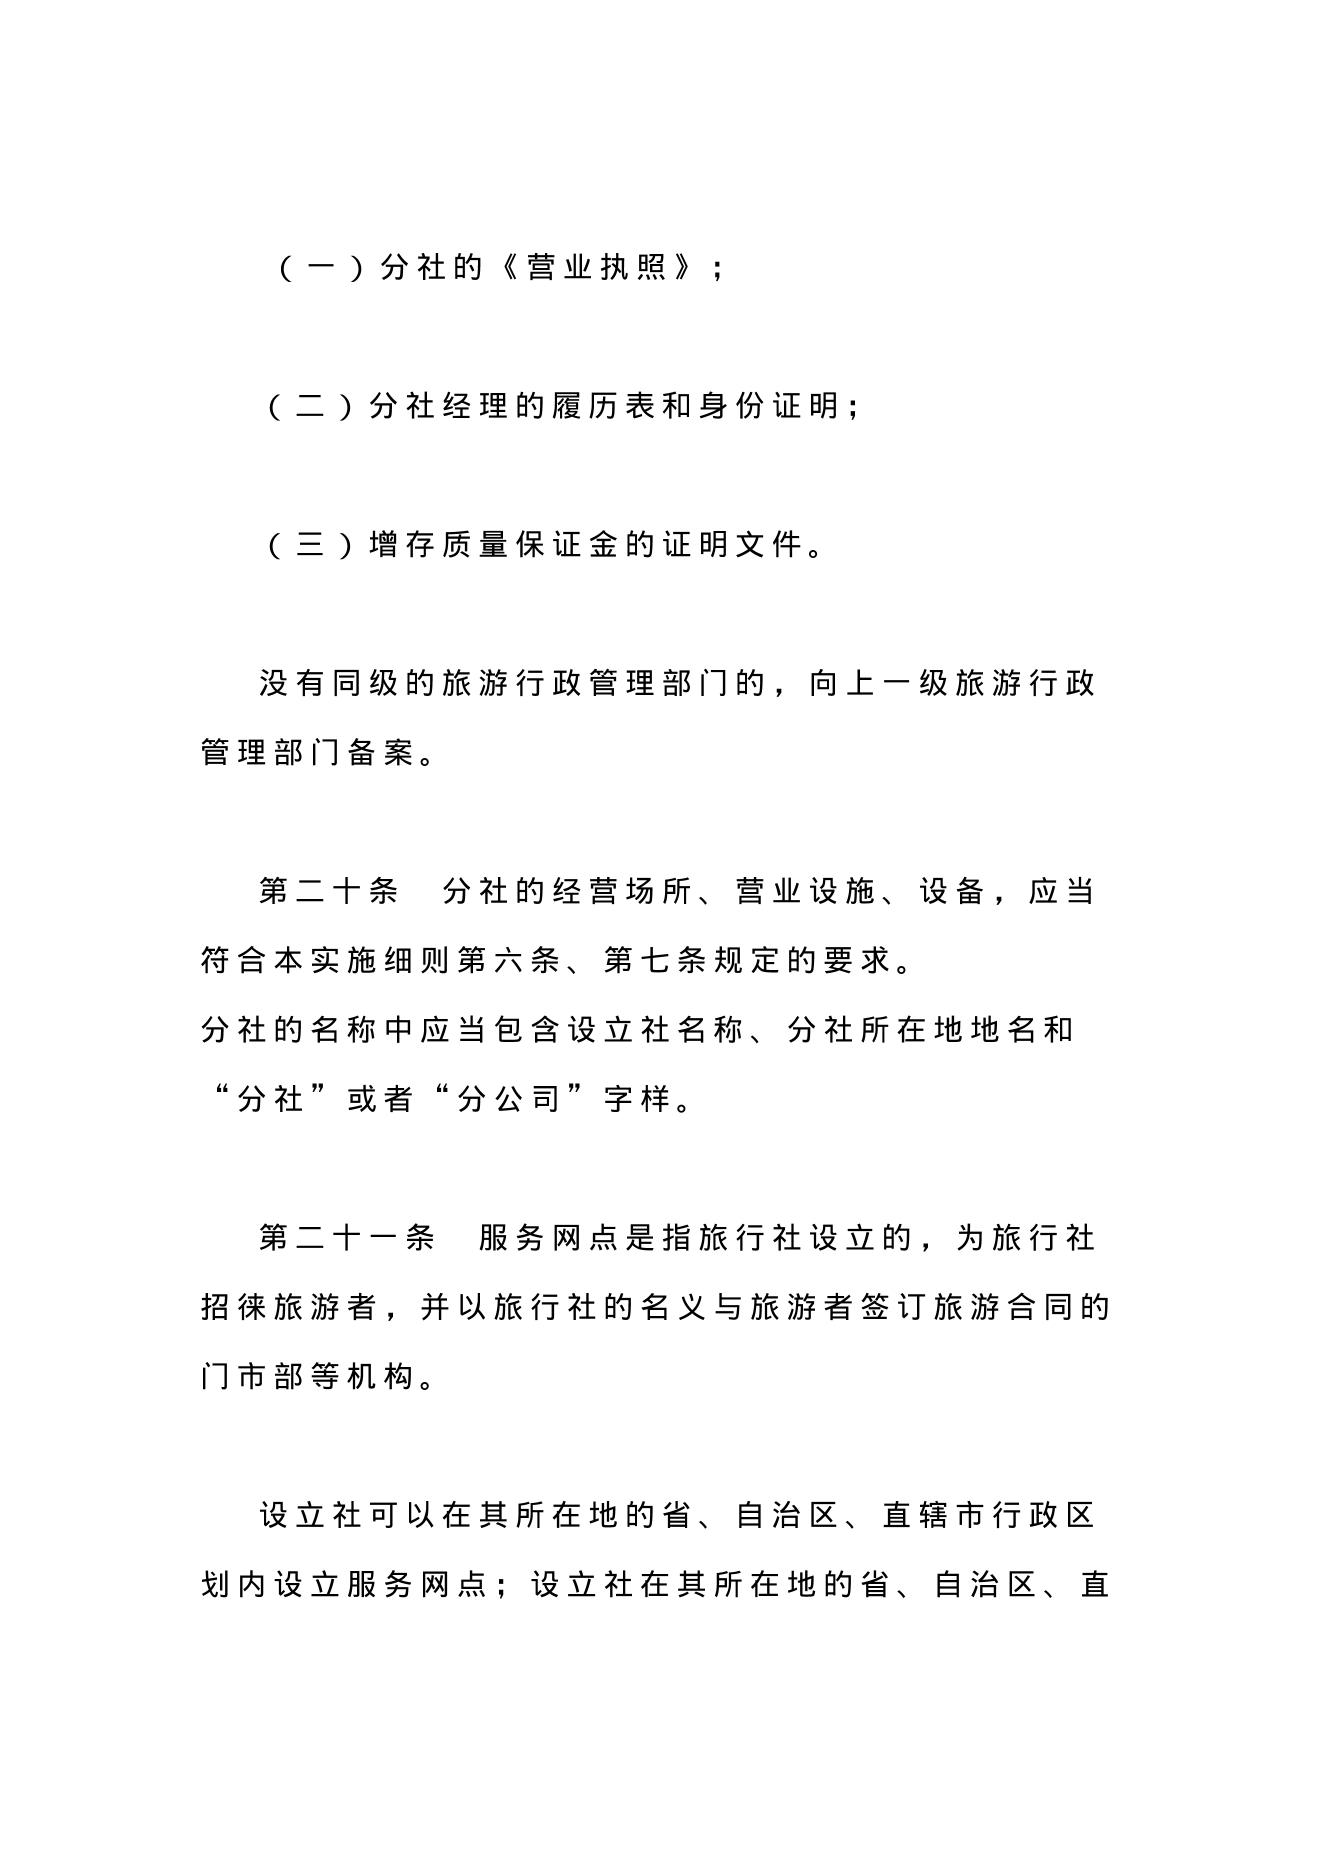 （一）分社的《营业执照》；
（二）分社经理的履历表和身份证明；
（三）增存质量保证金的证明文件。
没有同级的旅游行政管理部门的，向上一级旅游行政
管理部门备案。
第二十条　分社的经营场所、营业设施、设备，应当
符合本实施细则第六条、第七条规定的要求。
分社的名称中应当包含设立社名称、分社所在地地名和
“分社”或者“分公司”字样。
第二十一条　服务网点是指旅行社设立的，为旅行社
招徕旅游者，并以旅行社的名义与旅游者签订旅游合同的
门市部等机构。
设立社可以在其所在地的省、自治区、直辖市行政区
划内设立服务网点；设立社在其所在地的省、自治区、直